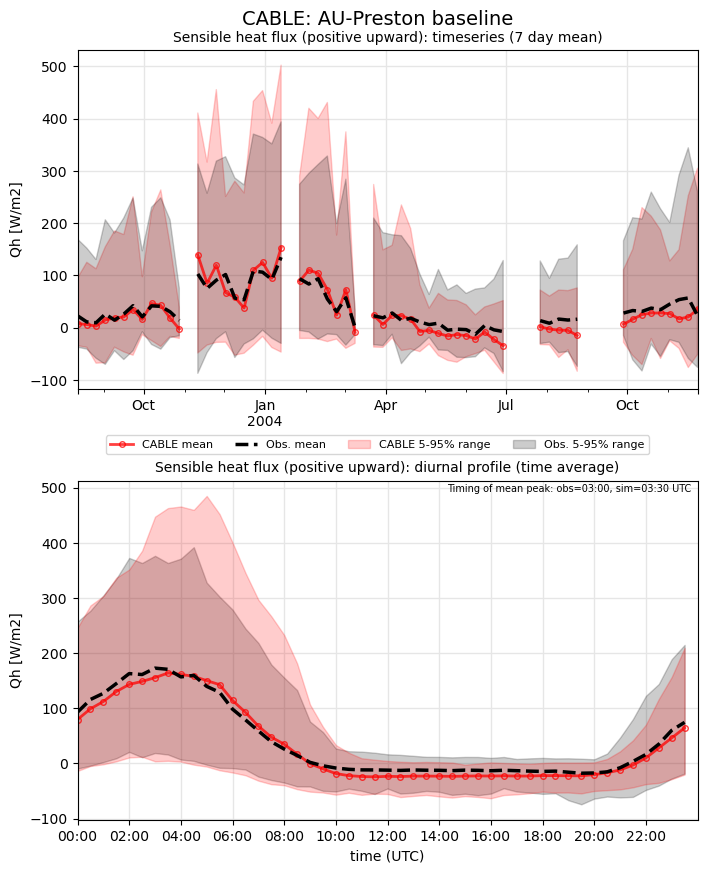 CABLE: AU-Preston baseline
Sensible heat flux (positive upward): timeseries (7 day mean)
500
400
300
200
100
0
−100
Qh [W/m2]
Oct
Jan
2004
Apr
Jul
Oct
CABLE mean
Obs. mean
CABLE 5-95% range
Obs. 5-95% range
Sensible heat flux (positive upward): diurnal profile (time average)
Timing of mean peak: obs=03:00, sim=03:30 UTC
500
400
300
200
100
0
−100
Qh [W/m2]
00:00 02:00 04:00 06:00 08:00 10:00 12:00 14:00 16:00 18:00 20:00 22:00
time (UTC)